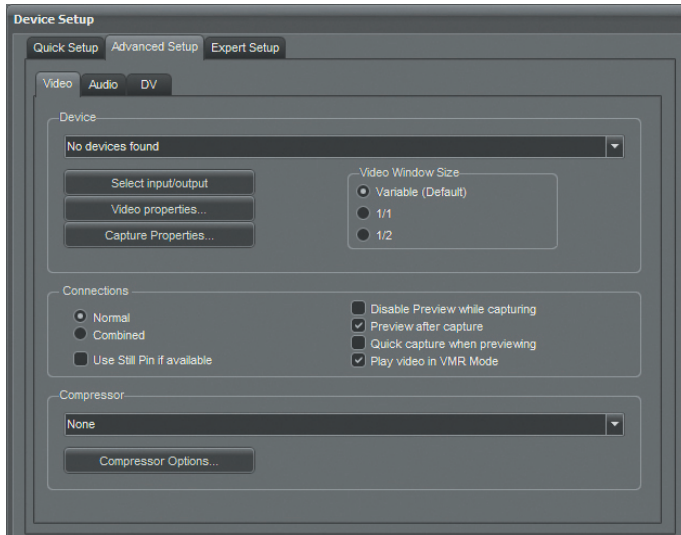 Device Setup
Quick Setup Advanced Setup Expert Setup
Video Audio DV
Device
No devices found
Select input/output
Video properties...
Capture Properties...
Video Window Size
Variable (Default)
1/1
1/2
Connections
Normal
Combined
Use Still Pin if available
Disable Preview while capturing
Preview after capture
Quick capture when previewing
Play video in VMR Mode
Compressor
None
Compressor Options...